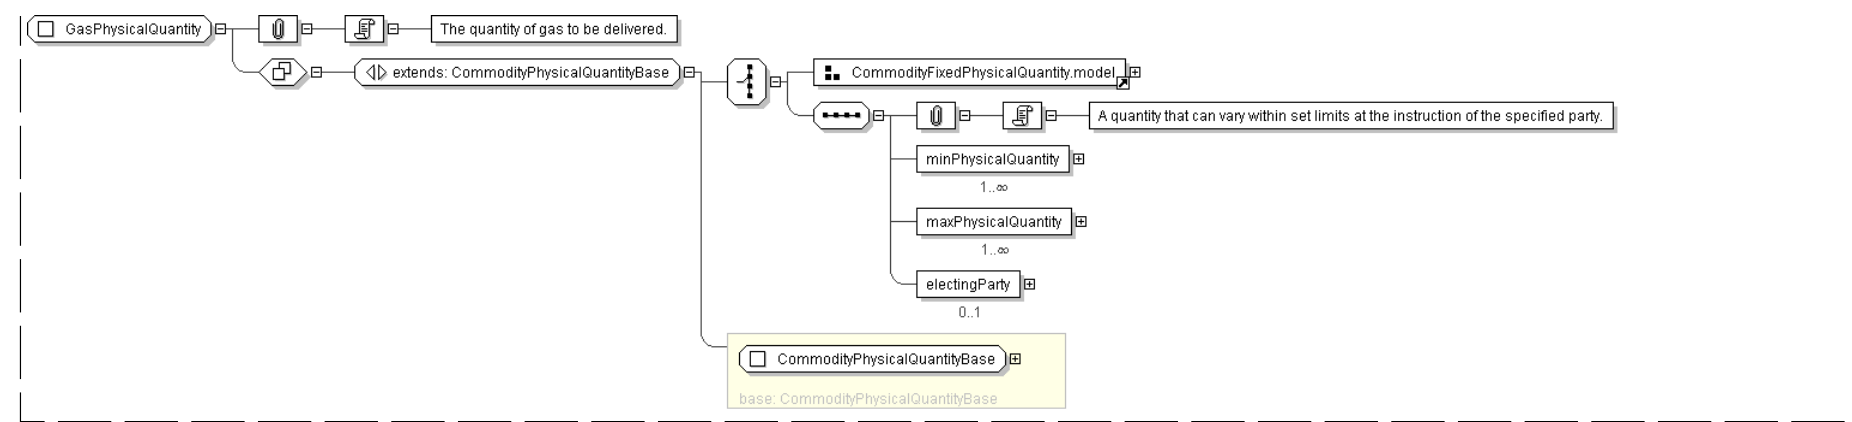 GasPhysicalQuantity
The quantity of gas to be delivered.
extends: CommodityPhysicalQuantityBase
CommodityFixedPhysicalQuantity.model
A quantity that can vary within set limits at the instruction of the specified party.
minPhysicalQuantity
1..∞
maxPhysicalQuantity
1..∞
electingParty
0..1
CommodityPhysicalQuantityBase
base: CommodityPhysicalQuantityBase